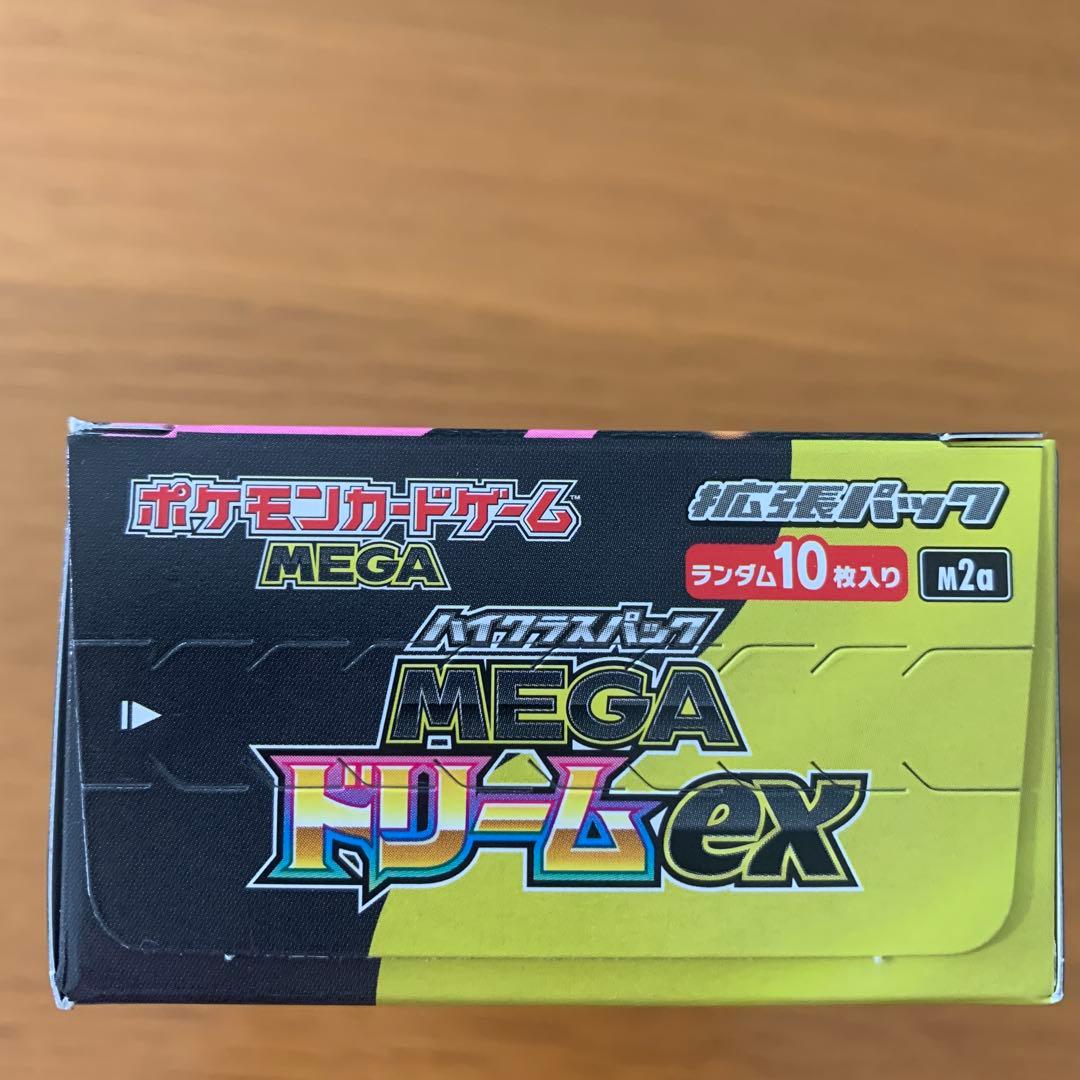 ポケモンカードゲーム™
MEGA
拡張パック
ランダム10枚入り
M2a
ハイクラスパック
MEGA
ドリームex